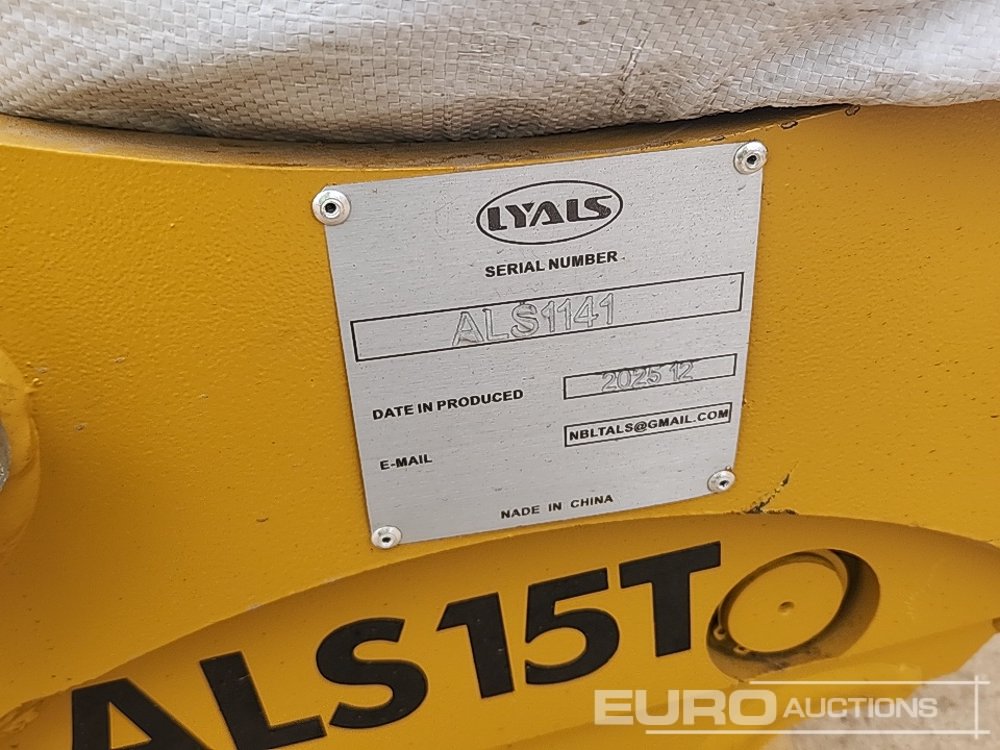 LYALS
SERIAL NUMBER
ALS1141
DATE IN PRODUCED
2025 12
E-MAIL
NBLTALS@GMAIL.COM
NADE IN CHINA
ALS15T
EURO AUCTIONS